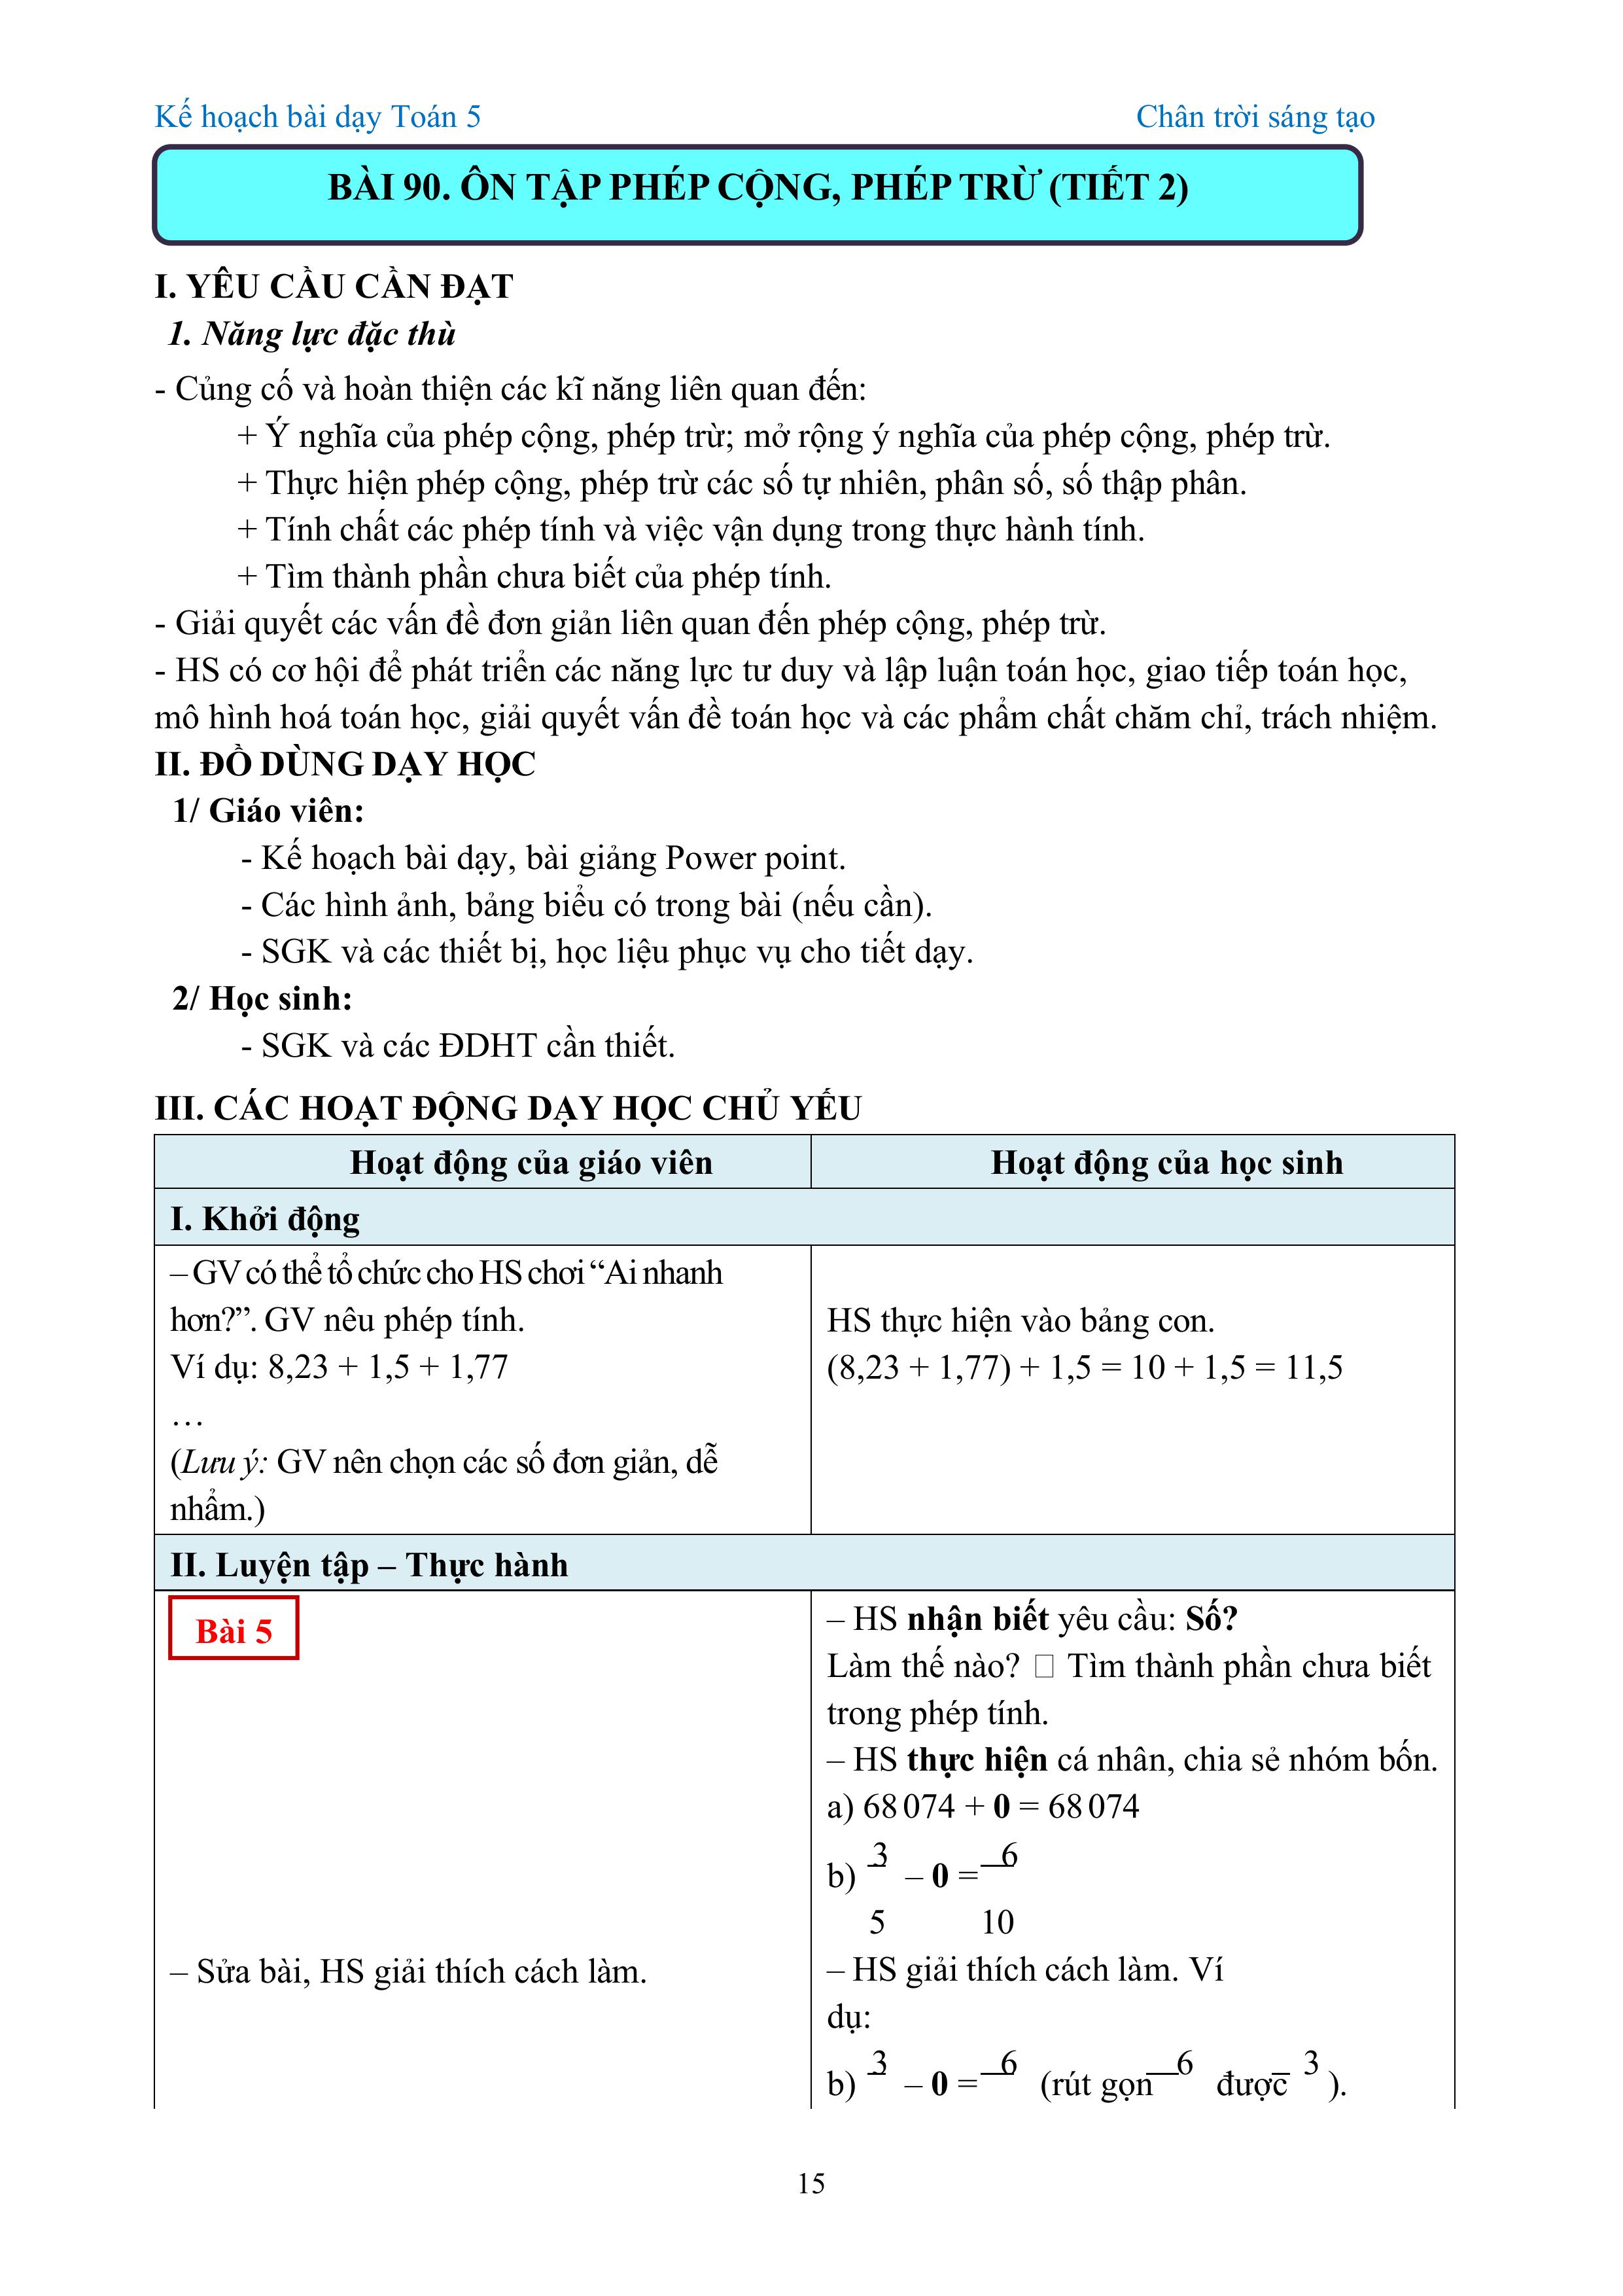 Kế hoạch bài dạy Toán 5 Chân trời sáng tạo
BÀI 90. ÔN TẬP PHÉP CỘNG, PHÉP TRỪ (TIẾT 2)
I. YÊU CẦU CẦN ĐẠT
1. Năng lực đặc thù
- Củng cố và hoàn thiện các kĩ năng liên quan đến:
+ Ý nghĩa của phép cộng, phép trừ; mở rộng ý nghĩa của phép cộng, phép trừ.
+ Thực hiện phép cộng, phép trừ các số tự nhiên, phân số, số thập phân.
+ Tính chất các phép tính và việc vận dụng trong thực hành tính.
+ Tìm thành phần chưa biết của phép tính.
- Giải quyết các vấn đề đơn giản liên quan đến phép cộng, phép trừ.
- HS có cơ hội để phát triển các năng lực tư duy và lập luận toán học, giao tiếp toán học,
mô hình hoá toán học, giải quyết vấn đề toán học và các phẩm chất chăm chỉ, trách nhiệm.
II. ĐỒ DÙNG DẠY HỌC
1/ Giáo viên:
- Kế hoạch bài dạy, bài giảng Power point.
- Các hình ảnh, bảng biểu có trong bài (nếu cần).
- SGK và các thiết bị, học liệu phục vụ cho tiết dạy.
2/ Học sinh:
- SGK và các ĐDHT cần thiết.
III. CÁC HOẠT ĐỘNG DẠY HỌC CHỦ YẾU
Hoạt động của giáo viên Hoạt động của học sinh
I. Khởi động
– GV có thể tổ chức cho HS chơi “Ai nhanh
hơn?”. GV nêu phép tính.
Ví dụ: 8,23 + 1,5 + 1,77
…
(Lưu ý: GV nên chọn các số đơn giản, dễ
nhẩm.)
HS thực hiện vào bảng con.
(8,23 + 1,77) + 1,5 = 10 + 1,5 = 11,5
II. Luyện tập – Thực hành
Bài 5
– Sửa bài, HS giải thích cách làm.
– HS nhận biết yêu cầu: Số?
Làm thế nào? □ Tìm thành phần chưa biết
trong phép tính.
– HS thực hiện cá nhân, chia sẻ nhóm bốn.
a) 68 074 + 0 = 68 074
3 6
b) – 0 =
5 10
– HS giải thích cách làm. Ví
dụ:
3 6 6 3
b) – 0 = (rút gọn được ).
15